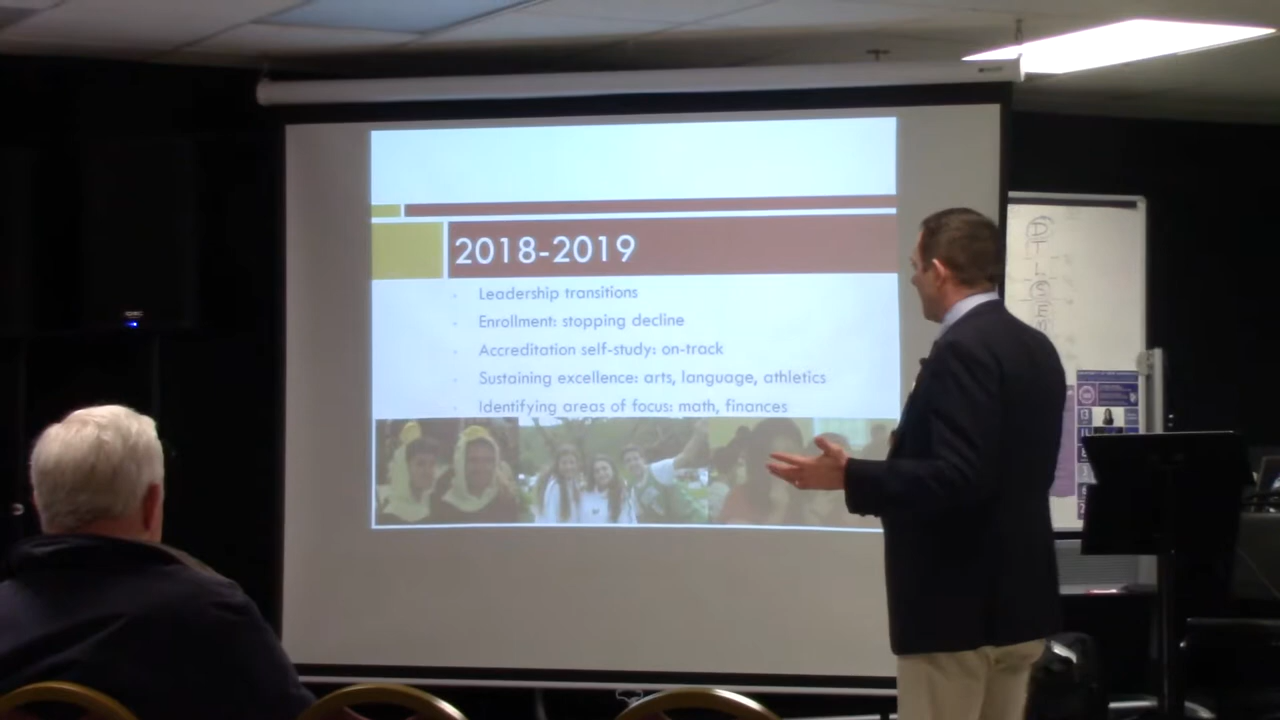 2018-2019
Leadership transitions
Enrollment: stopping decline
Accreditation self-study: on-track
Sustaining excellence: arts, language, athletics
Identifying areas of focus: math, finances